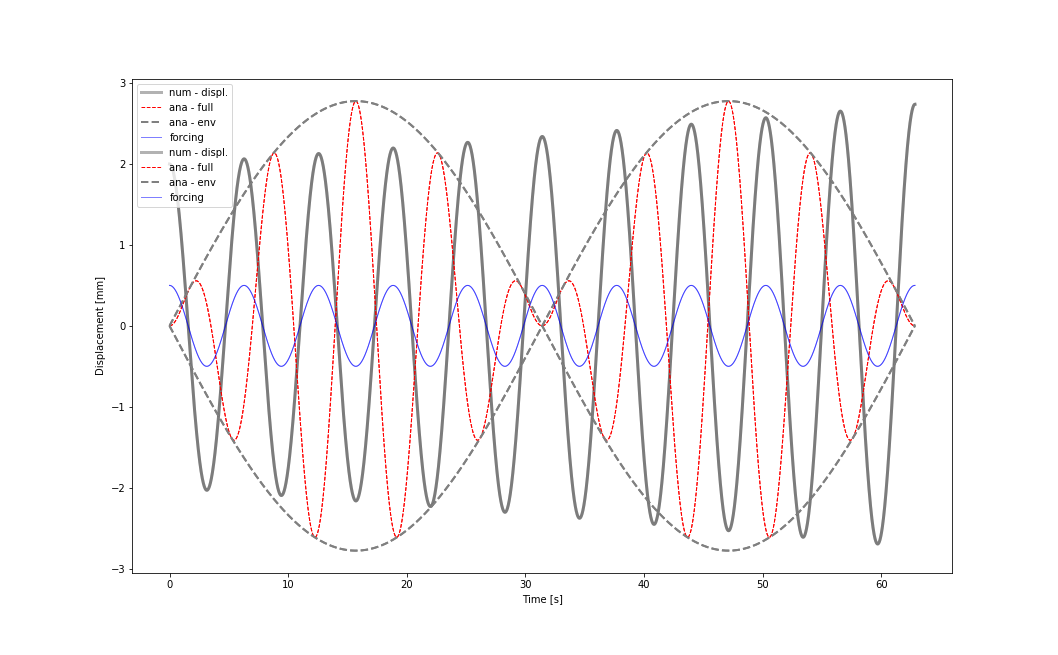 3
2
1
0
−1
−2
−3
Displacement [mm]
num - displ.
ana - full
ana - env
forcing
num - displ.
ana - full
ana - env
forcing
0 10 20 30 40 50 60
Time [s]